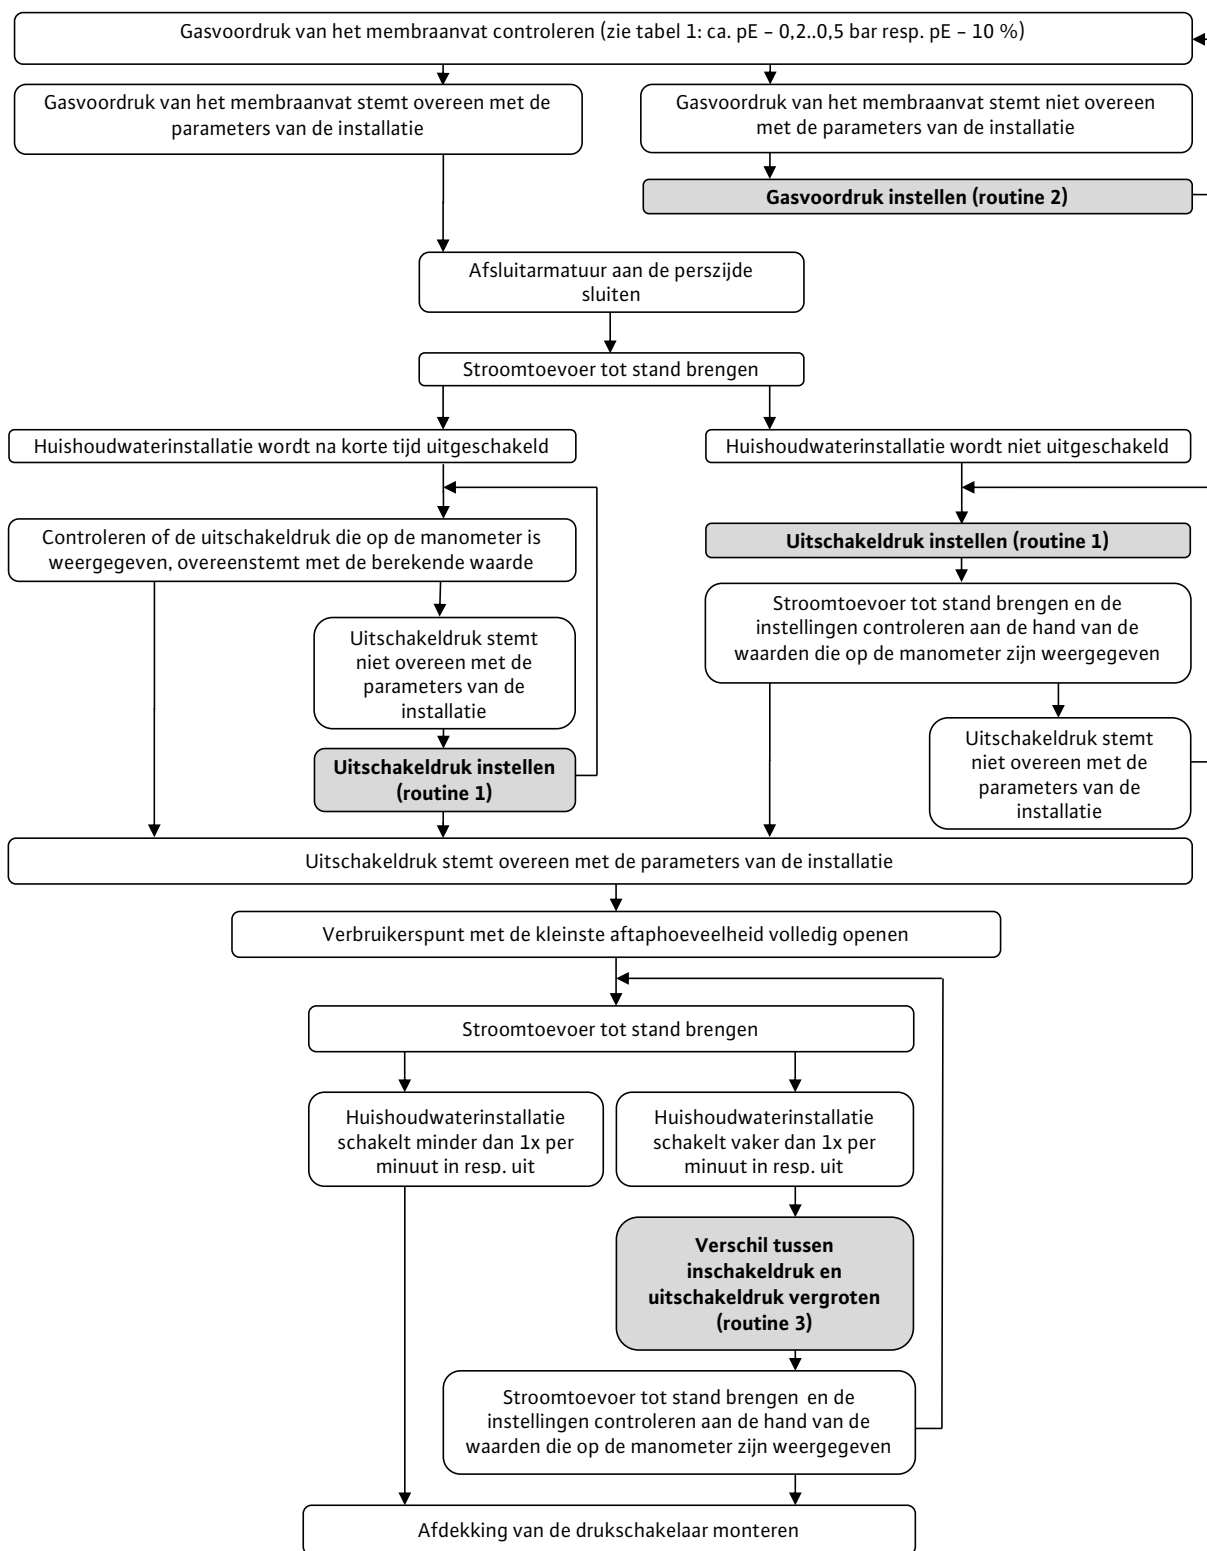 Gasvoordruk van het membraanvat controleren (zie tabel 1: ca. pE – 0,2..0,5 bar resp. pE – 10 %)
Gasvoordruk van het membraanvat stemt overeen met de
parameters van de installatie
Gasvoordruk van het membraanvat stemt niet overeen
met de parameters van de installatie
Gasvoordruk instellen (routine 2)
Afsluitarmatuur aan de perszijde
sluiten
Stroomtoevoer tot stand brengen
Huishoudwaterinstallatie wordt na korte tijd uitgeschakeld
Huishoudwaterinstallatie wordt niet uitgeschakeld
Controleren of de uitschakeldruk die op de manometer is
weergegeven, overeenstemt met de berekende waarde
Uitschakeldruk instellen (routine 1)
Stroomtoevoer tot stand brengen en de
instellingen controleren aan de hand van de
waarden die op de manometer zijn weergegeven
Uitschakeldruk stemt
niet overeen met de
parameters van de
installatie
Uitschakeldruk instellen
(routine 1)
Uitschakeldruk stemt
niet overeen met de
parameters van de
installatie
Uitschakeldruk stemt overeen met de parameters van de installatie
Verbruikerspunt met de kleinste aftaphoeveelheid volledig openen
Stroomtoevoer tot stand brengen
Huishoudwaterinstallatie
schakelt minder dan 1x per
minuut in resp. uit
Huishoudwaterinstallatie
schakelt vaker dan 1x per
minuut in resp. uit
Verschil tussen
inschakeldruk en
uitschakeldruk vergroten
(routine 3)
Stroomtoevoer tot stand brengen en de
instellingen controleren aan de hand van de
waarden die op de manometer zijn weergegeven
Afdekking van de drukschakelaar monteren